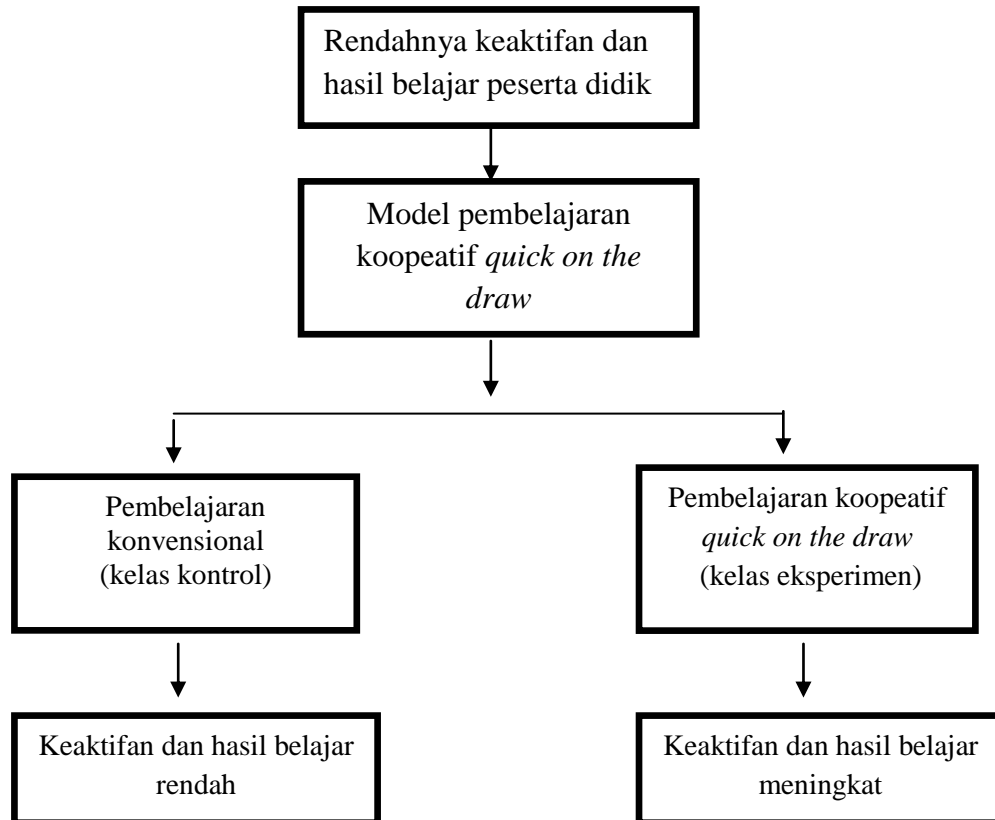 Rendahnya keaktifan dan
hasil belajar peserta didik
Model pembelajaran
koopeatif quick on the
draw
Pembelajaran
konvensional
(kelas kontrol)
Pembelajaran koopeatif
quick on the draw
(kelas eksperimen)
Keaktifan dan hasil belajar
rendah
Keaktifan dan hasil belajar
meningkat